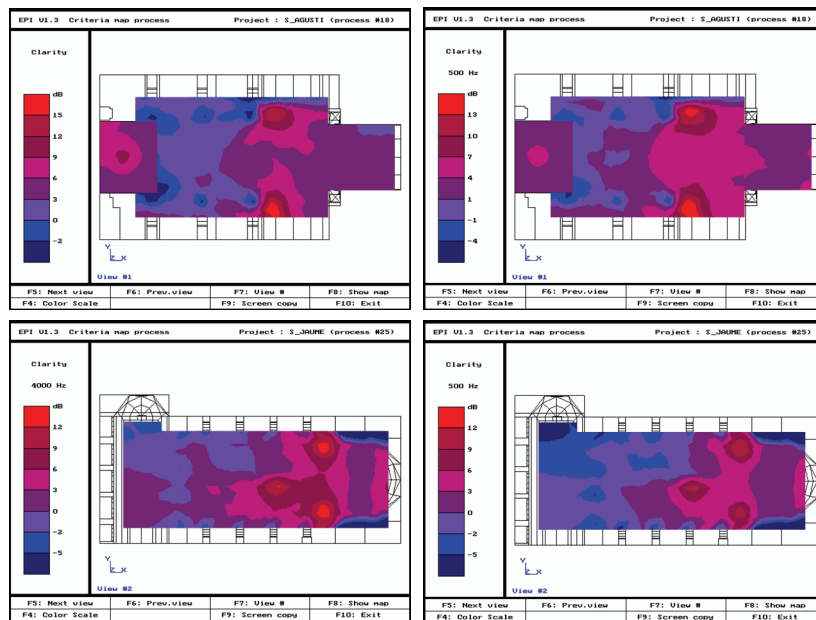 EPI V1.3 Criteria map process Project : S_AGUSTI (process #18)
Clarity
dB
15
12
9
6
3
0
-2
Y
Z X
View #1
F5: Next view F6: Prev.view F7: View # F8: Show map
F4: Color Scale F9: Screen copy F10: Exit
EPI V1.3 Criteria map process Project : S_AGUSTI (process #18)
Clarity
500 Hz
dB
13
10
7
4
1
-1
-4
Y
Z X
View #1
F5: Next view F6: Prev.view F7: View # F8: Show map
F4: Color Scale F9: Screen copy F10: Exit
EPI V1.3 Criteria map process Project : S_JAUME (process #25)
Clarity
4000 Hz
dB
12
9
6
3
0
-2
-5
Y
Z X
View #2
F5: Next view F6: Prev.view F7: View # F8: Show map
F4: Color Scale F9: Screen copy F10: Exit
EPI V1.3 Criteria map process Project : S_JAUME (process #25)
Clarity
500 Hz
dB
12
9
6
3
0
-2
-5
Y
Z X
View #2
F5: Next view F6: Prev.view F7: View # F8: Show map
F4: Color Scale F9: Screen copy F10: Exit